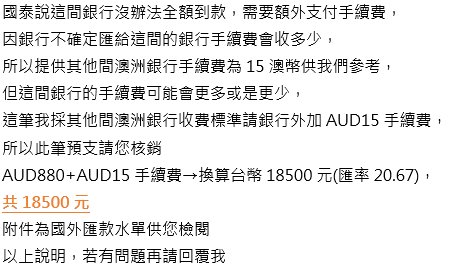 國泰說這間銀行沒辦法全額到款，需要額外支付手續費，
因銀行不確定匯給這間的銀行手續費會收多少，
所以提供其他間澳洲銀行手續費為 15 澳幣供我們參考，
但這間銀行的手續費可能會更多或是更少，
這筆我採其他間澳洲銀行收費標準請銀行外加 AUD15 手續費，
所以此筆預支請您核銷
AUD880+AUD15 手續費→換算台幣 18500 元(匯率 20.67)，
共 18500 元
附件為國外匯款水單供您檢閱
以上說明，若有問題再請回覆我